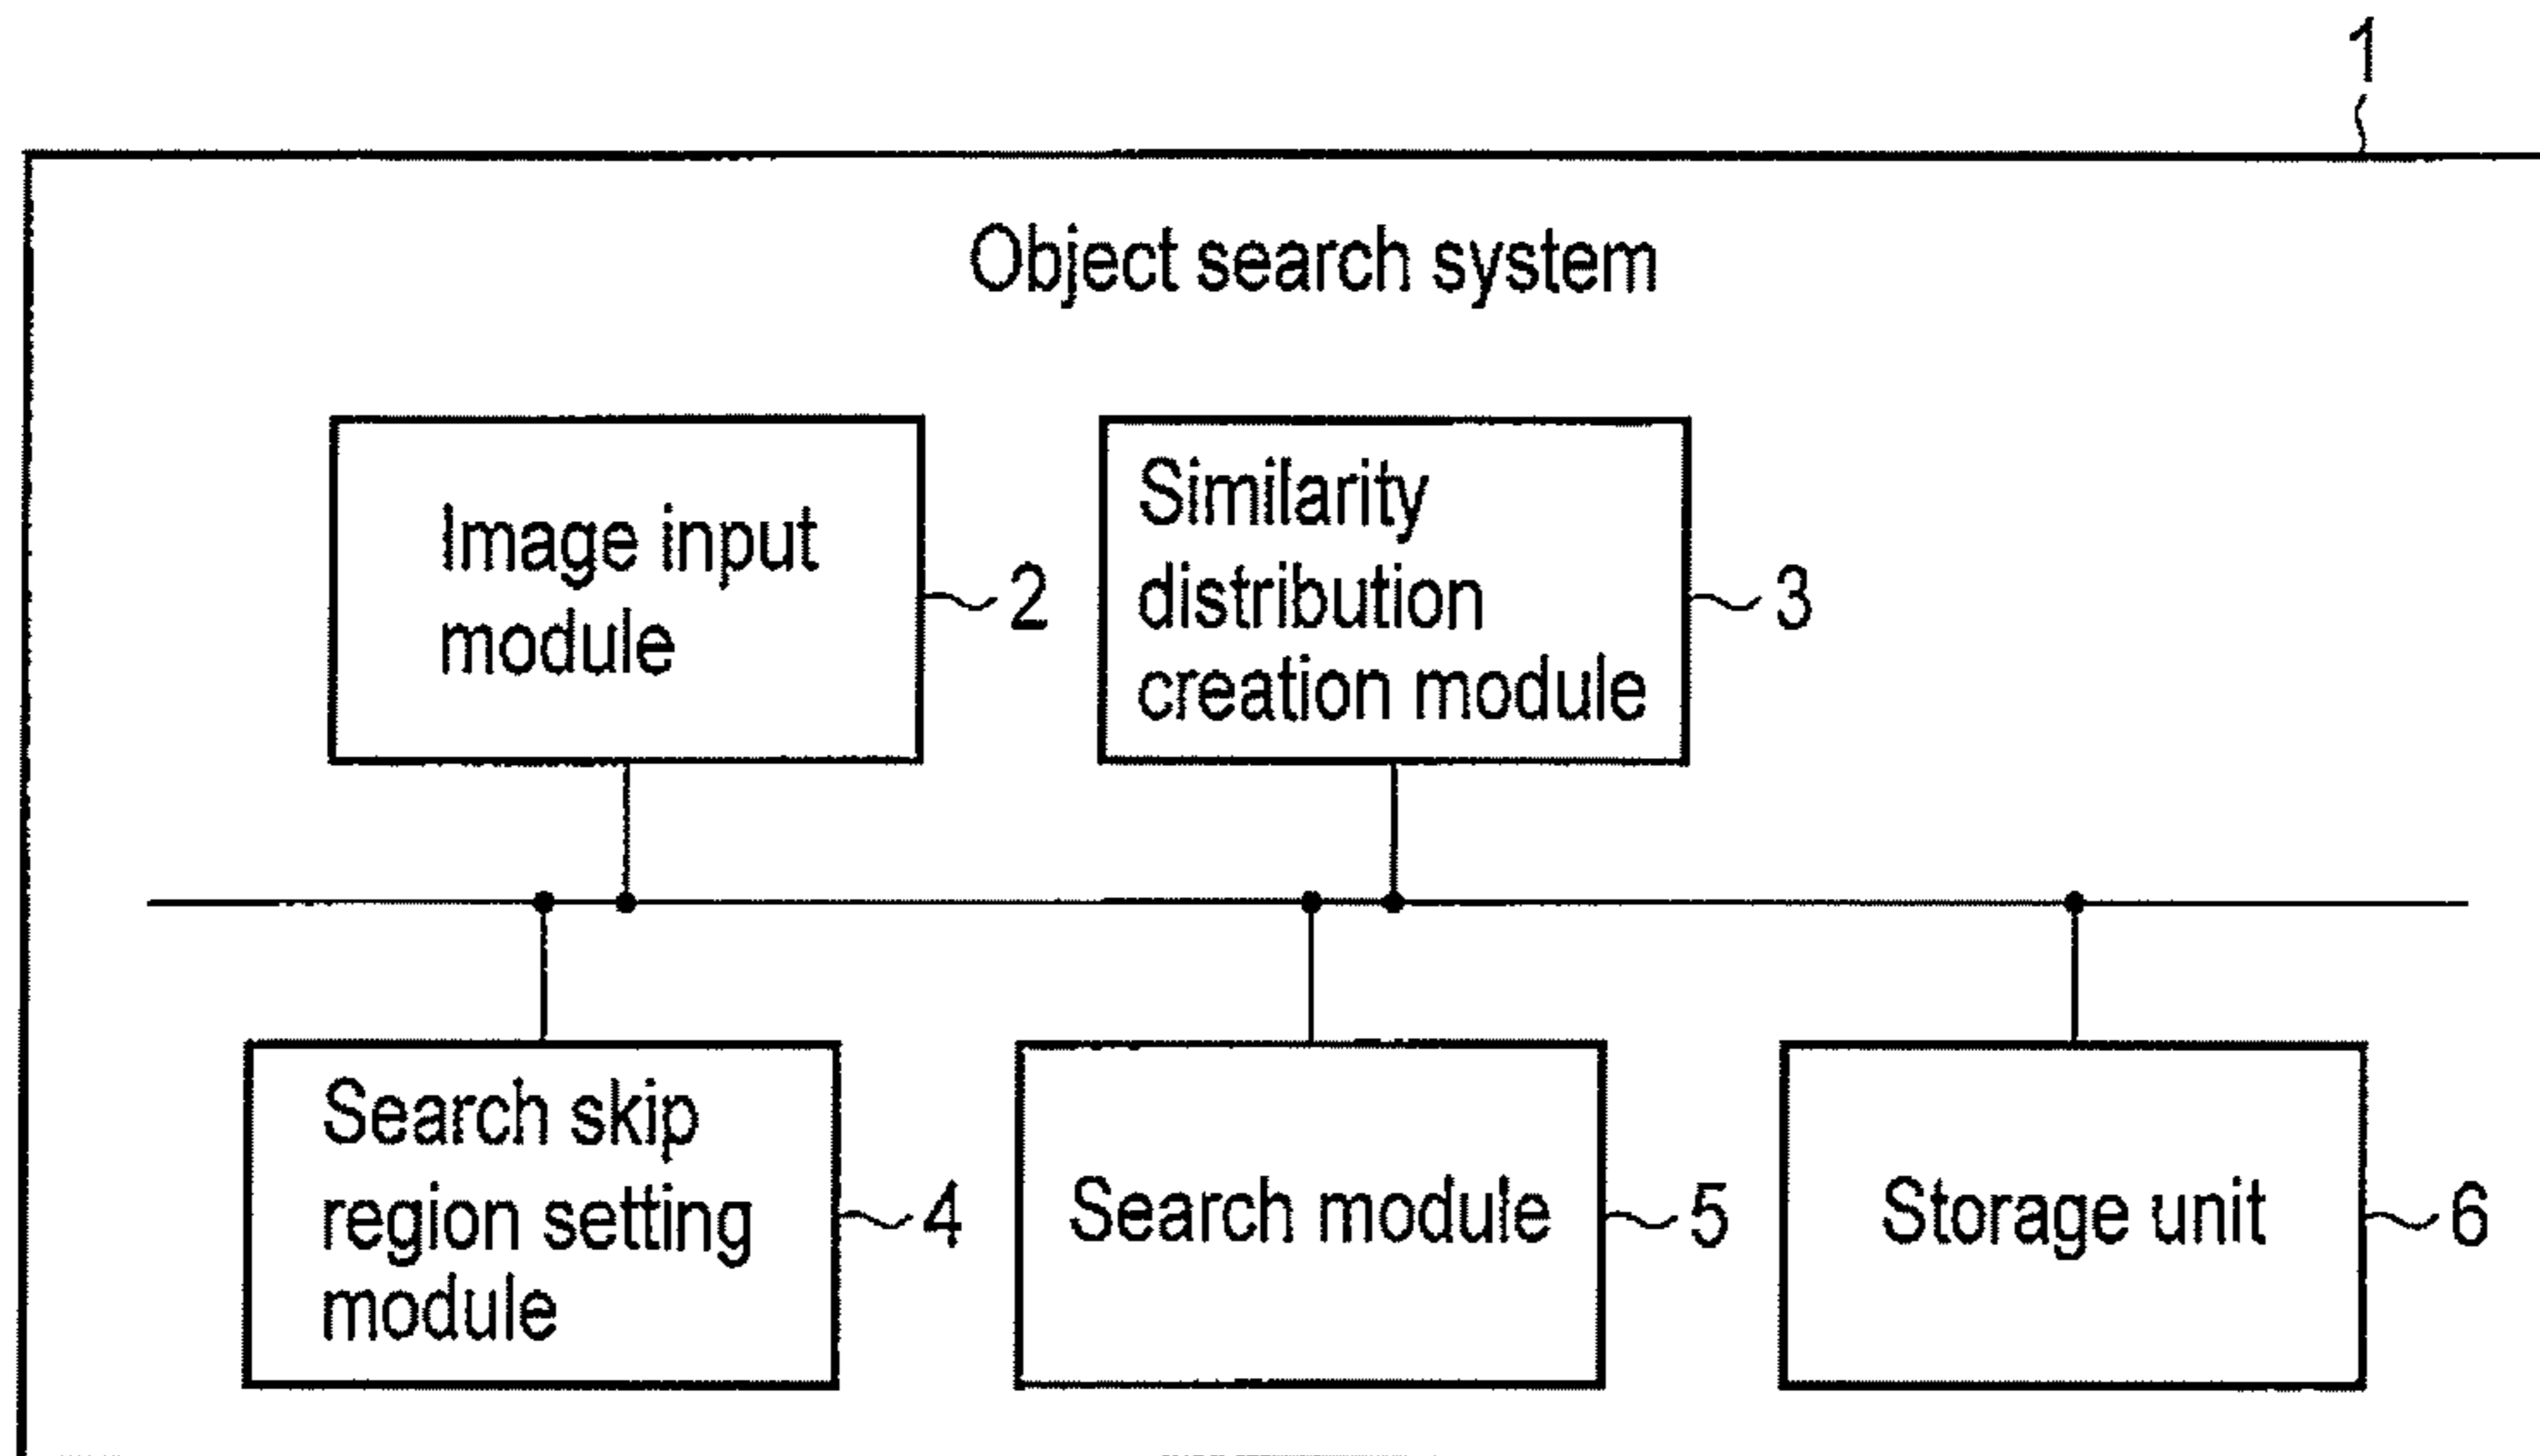 1
Object search system
Image input
module
2
Similarity
distribution
creation module
3
Search skip
region setting
module
4
Search module
5
Storage unit
6